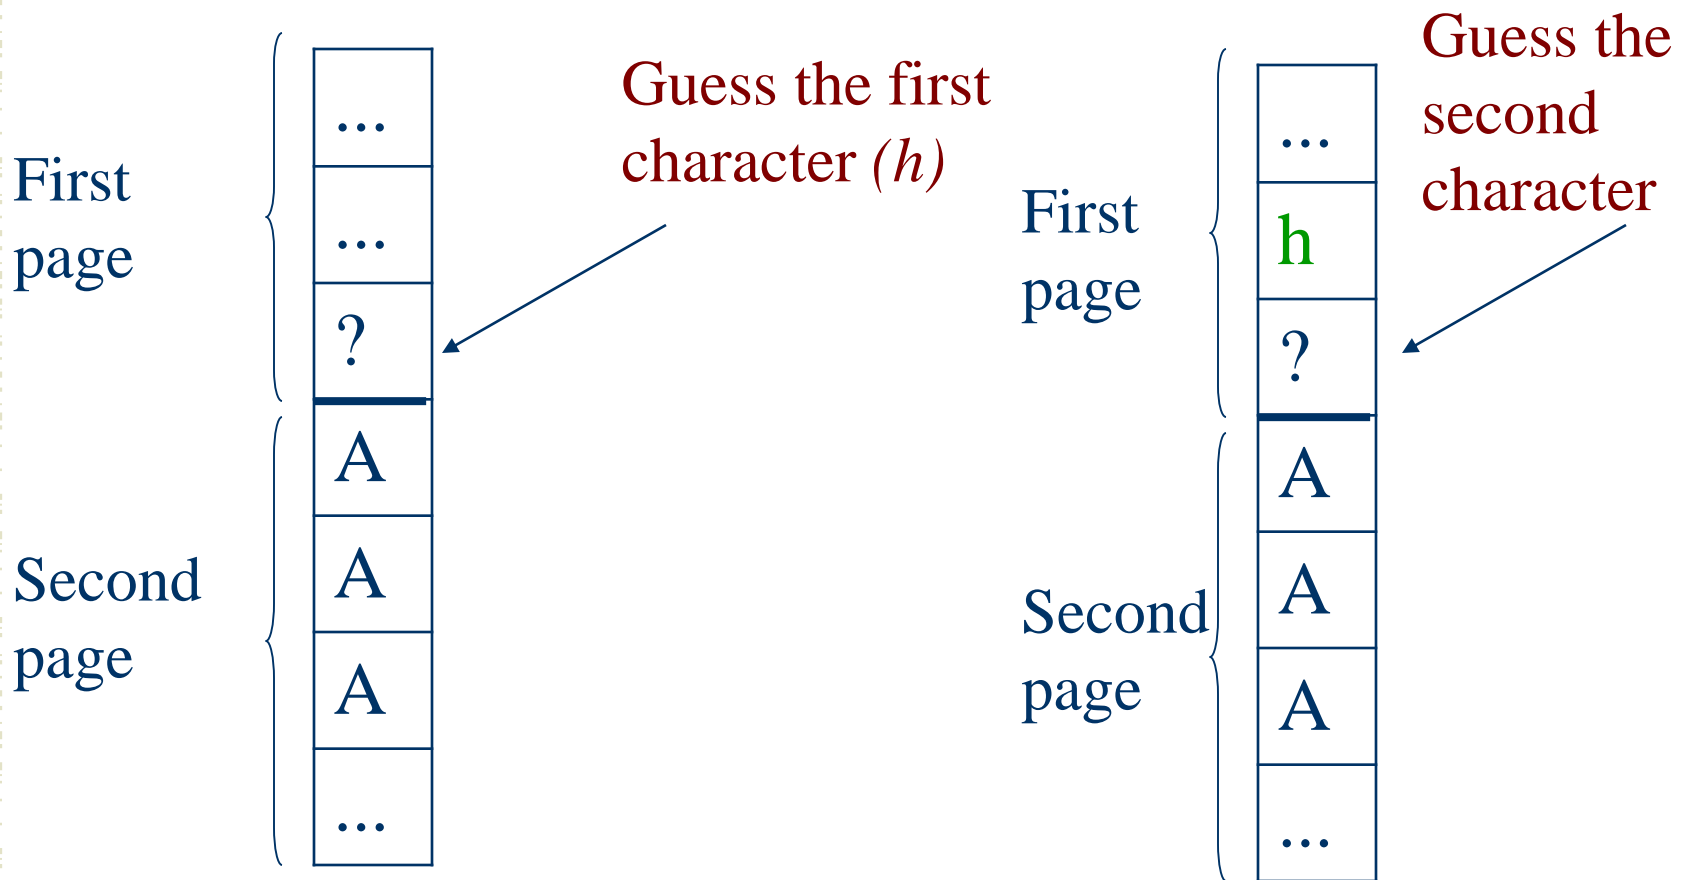 First
page
...
...
?
A
A
A
...
Second
page
Guess the first
character (h)
First
page
...
h
?
A
A
A
...
Second
page
Guess the
second
character